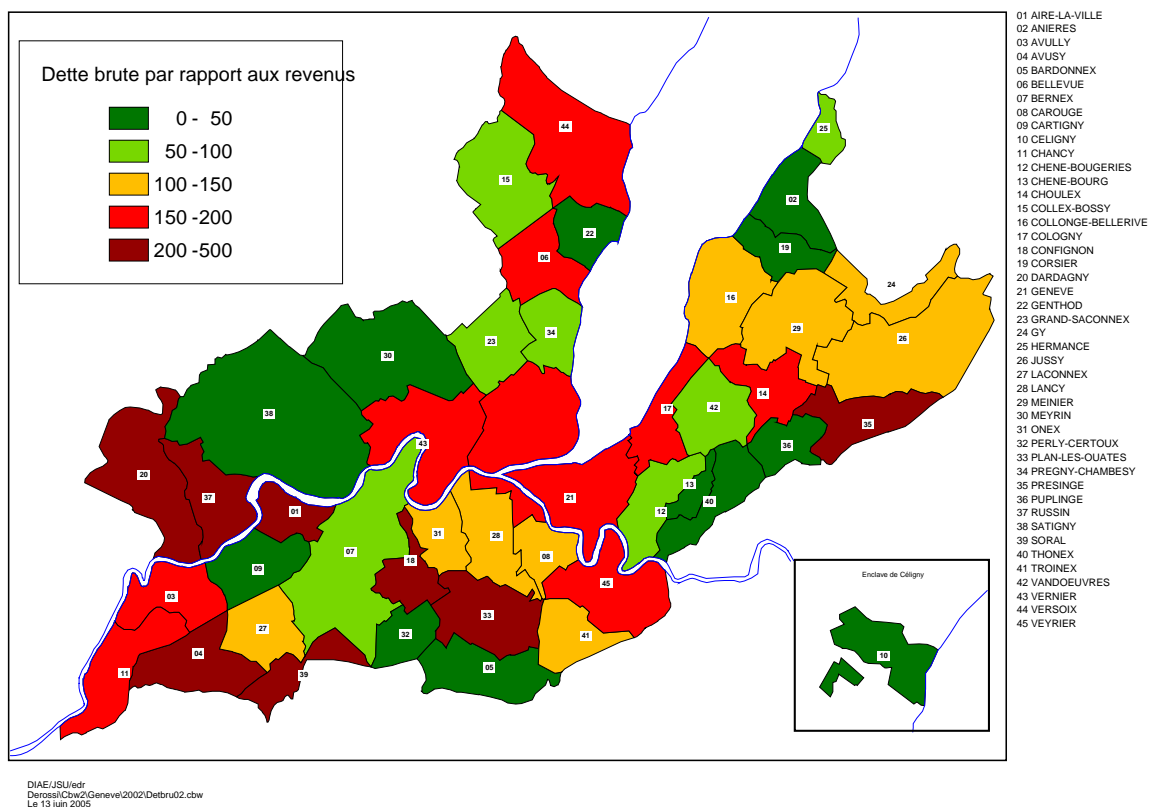 Dette brute par rapport aux revenus
0 - 50
50 -100
100 -150
150 -200
200 -500
44
25
15
02
22
19
06
24
16
34
29
26
23
30
14
42
17
38
35
43
36
20
13
37
21
40
01
12
31
28
18
07
08
09
45
03
33
32
27
41
04
05
39
11
Enclave de Céligny
10
01 AIRE-LA-VILLE
02 ANIERES
03 AVULLY
04 AVUSY
05 BARDONNEX
06 BELLEVUE
07 BERNEX
08 CAROUGE
09 CARTIGNY
10 CELIGNY
11 CHANCY
12 CHENE-BOUGERIES
13 CHENE-BOURG
14 CHOULEX
15 COLLEX-BOSSY
16 COLLONGE-BELLERIVE
17 COLOGNY
18 CONFIGNON
19 CORSIER
20 DARDAGNY
21 GENEVE
22 GENTHOD
23 GRAND-SACONNEX
24 GY
25 HERMANCE
26 JUSSY
27 LACONNEX
28 LANCY
29 MEINIER
30 MEYRIN
31 ONEX
32 PERLY-CERTOUX
33 PLAN-LES-OUATES
34 PREGNY-CHAMBESY
35 PRESINGE
36 PUPLINGE
37 RUSSIN
38 SATIGNY
39 SORAL
40 THONEX
41 TROINEX
42 VANDOEUVRES
43 VERNIER
44 VERSOIX
45 VEYRIER
DIAE/JSU/edr
Derossi\Cbw2\Geneve\2002\Detbru02.cbw
Le 13 juin 2005